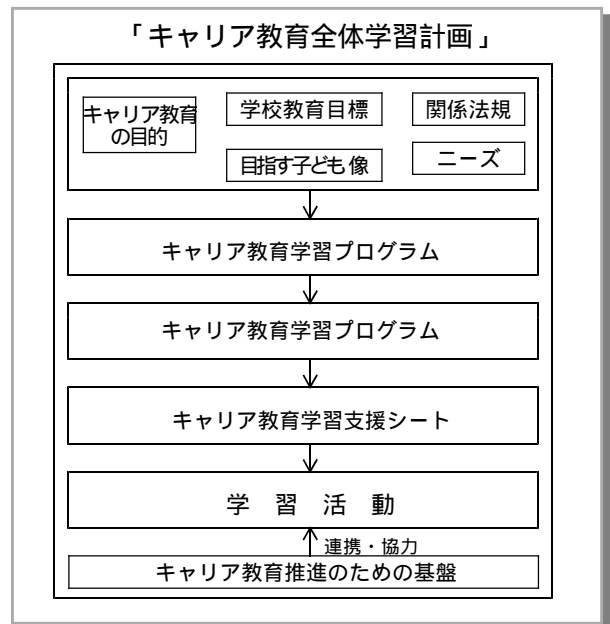 「キャリア教育全体学習計画」
キャリア教育
の目的
学校教育目標
関係法規
目指す子ども像
ニーズ
キャリア教育学習プログラム
キャリア教育学習プログラム
キャリア教育学習支援シート
学 習 活 動
連携・協力
キャリア教育推進のための基盤